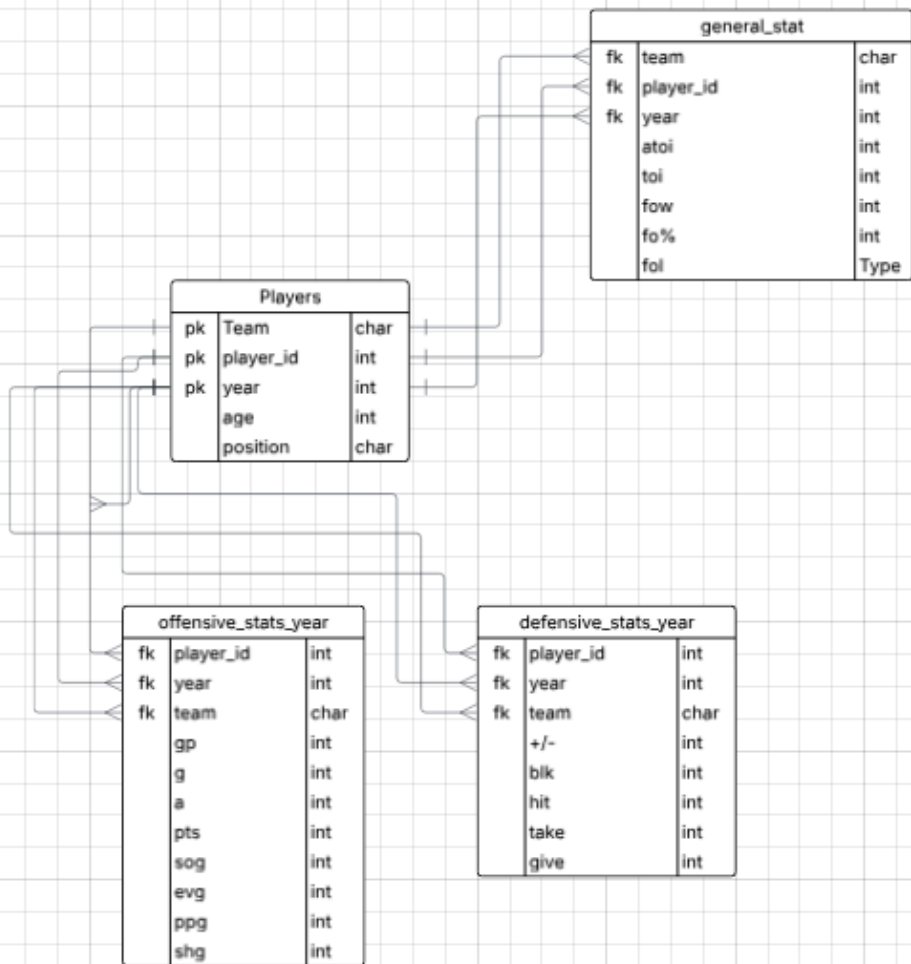 general_stat
fk team char
fk player_id int
fk year int
atoi int
toi int
fow int
fo% int
fol Type
Players
pk Team char
pk player_id int
pk year int
age int
position char
offensive_stats_year
fk player_id int
fk year int
fk team char
gp int
g int
a int
pts int
sog int
evg int
ppg int
shg int
defensive_stats_year
fk player_id int
fk year int
fk team char
+/- int
blk int
hit int
take int
give int